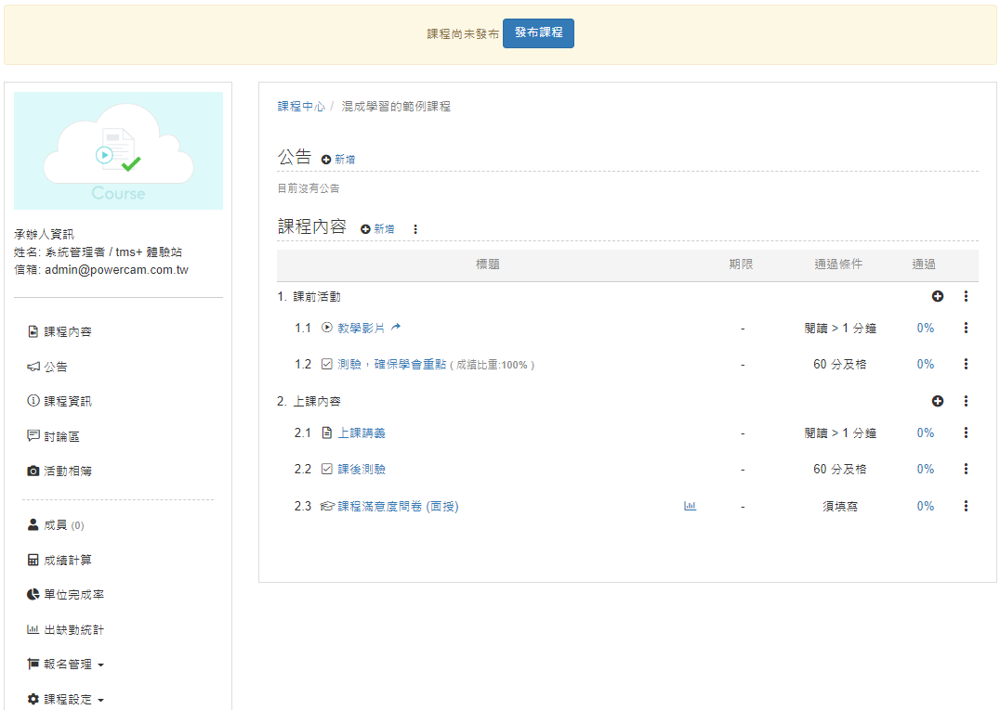 課程尚未發布 發布課程
Course
承辦人資訊
姓名: 系統管理者 / tms+ 體驗站
信箱: admin@powercam.com.tw
課程內容
公告
課程資訊
討論區
活動相簿
成員 (0)
成績計算
單位完成率
出缺勤統計
報名管理
課程設定
課程中心 / 混成學習的範例課程
公告 新增
目前沒有公告
課程內容 新增
標題 期限 通過條件 通過
1. 課前活動
1.1 教學影片 - 閱讀 > 1 分鐘 0%
1.2 測驗，確保學會重點 ( 成績比重:100% ) - 60 分及格 0%
2. 上課內容
2.1 上課講義 - 閱讀 > 1 分鐘 0%
2.2 課後測驗 - 60 分及格 0%
2.3 課程滿意度問卷 (面授) - 須填寫 0%